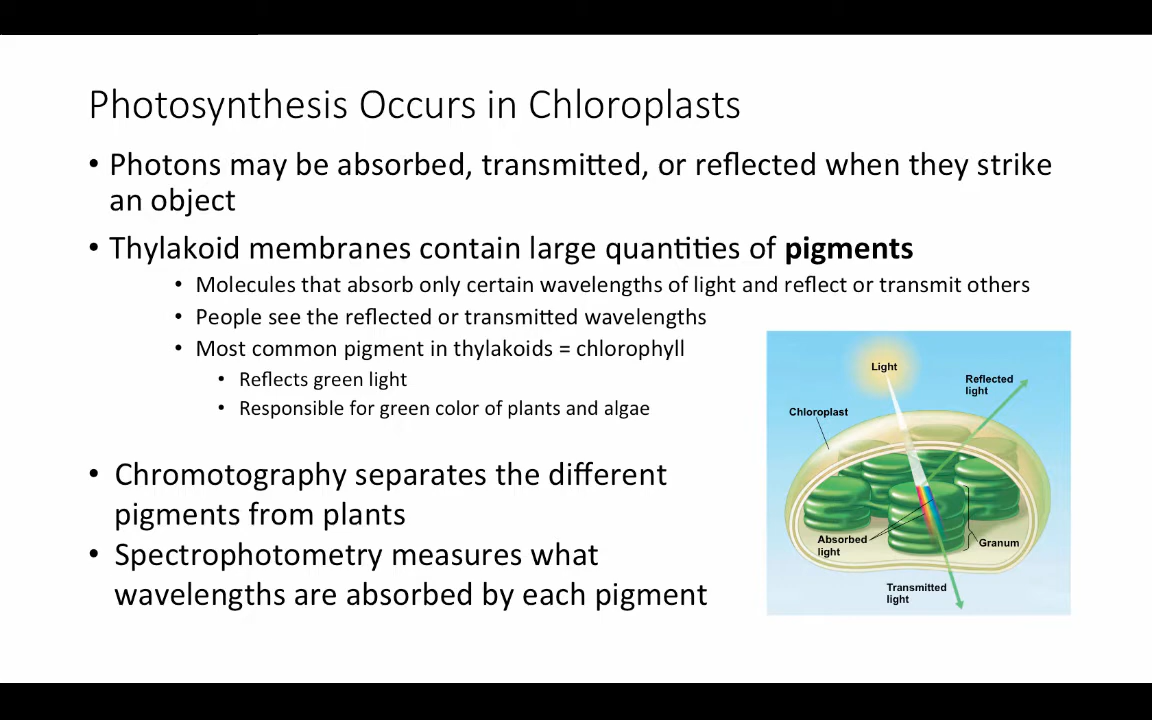 Photosynthesis Occurs in Chloroplasts
• Photons may be absorbed, transmitted, or reflected when they strike
an object
• Thylakoid membranes contain large quantities of pigments
• Molecules that absorb only certain wavelengths of light and reflect or transmit others
• People see the reflected or transmitted wavelengths
• Most common pigment in thylakoids = chlorophyll
• Reflects green light
• Responsible for green color of plants and algae
• Chromotography separates the different
pigments from plants
• Spectrophotometry measures what
wavelengths are absorbed by each pigment
Light
Reflected
light
Chloroplast
Absorbed
light
Granum
Transmitted
light